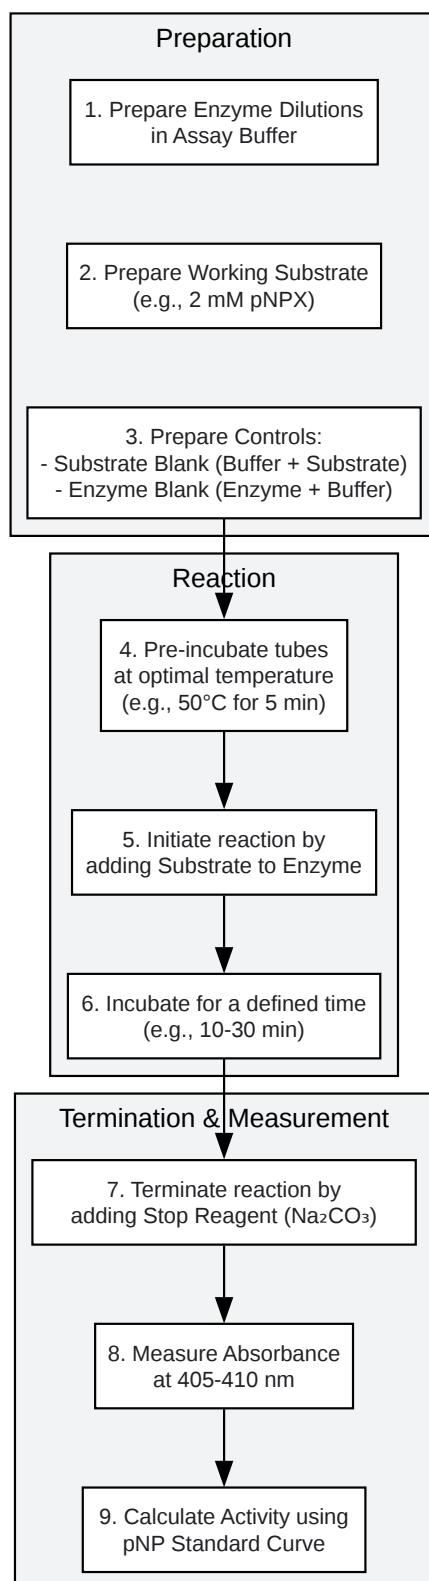 Preparation
1. Prepare Enzyme Dilutions
in Assay Buffer
2. Prepare Working Substrate
(e.g., 2 mM pNPX)
3. Prepare Controls:
- Substrate Blank (Buffer + Substrate)
- Enzyme Blank (Enzyme + Buffer)
Reaction
4. Pre-incubate tubes
at optimal temperature
(e.g., 50°C for 5 min)
5. Initiate reaction by
adding Substrate to Enzyme
6. Incubate for a defined time
(e.g., 10-30 min)
Termination & Measurement
7. Terminate reaction by
adding Stop Reagent (Na₂CO₃)
8. Measure Absorbance
at 405-410 nm
9. Calculate Activity using
pNP Standard Curve